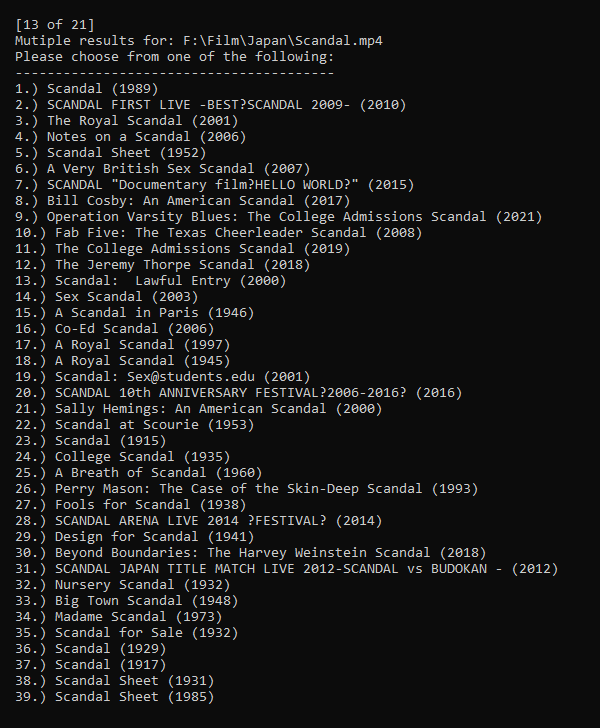 [13 of 21]
Mutiple results for: F:\Film\Japan\Scandal.mp4
Please choose from one of the following:
----------------------------------------
1.) Scandal (1989)
2.) SCANDAL FIRST LIVE -BEST?SCANDAL 2009- (2010)
3.) The Royal Scandal (2001)
4.) Notes on a Scandal (2006)
5.) Scandal Sheet (1952)
6.) A Very British Sex Scandal (2007)
7.) SCANDAL "Documentary film?HELLO WORLD?" (2015)
8.) Bill Cosby: An American Scandal (2017)
9.) Operation Varsity Blues: The College Admissions Scandal (2021)
10.) Fab Five: The Texas Cheerleader Scandal (2008)
11.) The College Admissions Scandal (2019)
12.) The Jeremy Thorpe Scandal (2018)
13.) Scandal:  Lawful Entry (2000)
14.) Sex Scandal (2003)
15.) A Scandal in Paris (1946)
16.) Co-Ed Scandal (2006)
17.) A Royal Scandal (1997)
18.) A Royal Scandal (1945)
19.) Scandal: Sex@students.edu (2001)
20.) SCANDAL 10th ANNIVERSARY FESTIVAL?2006-2016? (2016)
21.) Sally Hemings: An American Scandal (2000)
22.) Scandal at Scourie (1953)
23.) Scandal (1915)
24.) College Scandal (1935)
25.) A Breath of Scandal (1960)
26.) Perry Mason: The Case of the Skin-Deep Scandal (1993)
27.) Fools for Scandal (1938)
28.) SCANDAL ARENA LIVE 2014 ?FESTIVAL? (2014)
29.) Design for Scandal (1941)
30.) Beyond Boundaries: The Harvey Weinstein Scandal (2018)
31.) SCANDAL JAPAN TITLE MATCH LIVE 2012-SCANDAL vs BUDOKAN - (2012)
32.) Nursery Scandal (1932)
33.) Big Town Scandal (1948)
34.) Madame Scandal (1973)
35.) Scandal for Sale (1932)
36.) Scandal (1929)
37.) Scandal (1917)
38.) Scandal Sheet (1931)
39.) Scandal Sheet (1985)